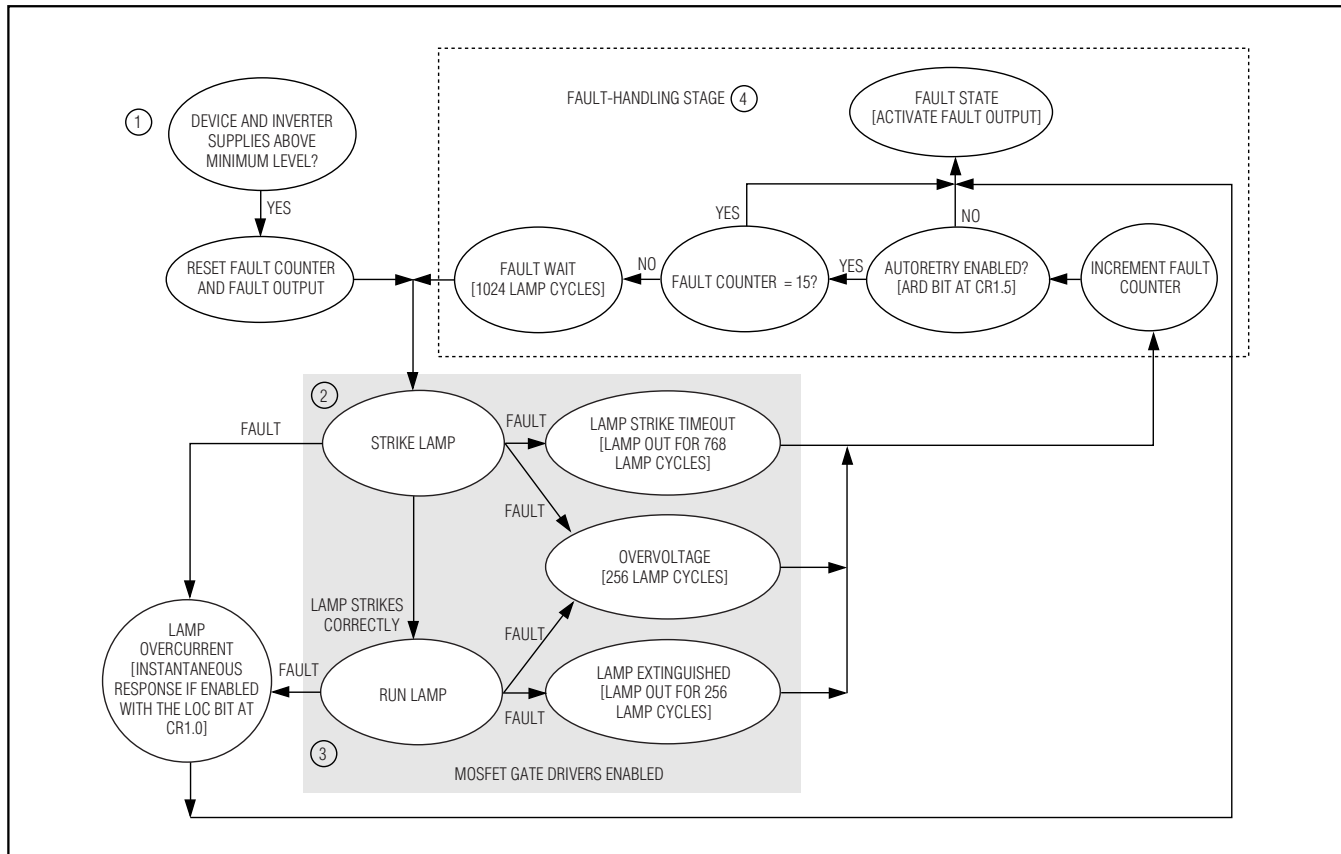 FAULT-HANDLING STAGE 4
FAULT STATE
[ACTIVATE FAULT OUTPUT]
1
DEVICE AND INVERTER
SUPPLIES ABOVE
MINIMUM LEVEL?
YES
RESET FAULT COUNTER
AND FAULT OUTPUT
FAULT WAIT
[1024 LAMP CYCLES]
NO
YES
FAULT COUNTER = 15?
YES
NO
AUTORETRY ENABLED?
[ARD BIT AT CR1.5]
INCREMENT FAULT
COUNTER
2
FAULT
STRIKE LAMP
FAULT
LAMP STRIKE TIMEOUT
[LAMP OUT FOR 768
LAMP CYCLES]
FAULT
OVERVOLTAGE
[256 LAMP CYCLES]
LAMP STRIKES
CORRECTLY
FAULT
LAMP
OVERCURRENT
[INSTANTANEOUS
RESPONSE IF ENABLED
WITH THE LOC BIT AT
CR1.0]
FAULT
RUN LAMP
FAULT
LAMP EXTINGUISHED
[LAMP OUT FOR 256
LAMP CYCLES]
3
MOSFET GATE DRIVERS ENABLED